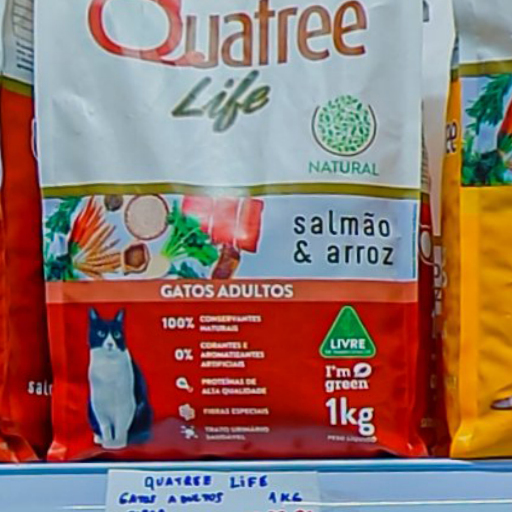 Quatree
Life
NATURAL
salmão
& arroz
GATOS ADULTOS
100% CONSERVANTES
NATURAIS
0% CORANTES E
AROMATIZANTES
ARTIFICIAIS
PROTEÍNAS DE
ALTA QUALIDADE
FIBRAS ESPECIAIS
TRATO URINÁRIO
SAUDÁVEL
LIVRE
I'm
green
1kg
PESO LÍQUIDO
QUATREE LIFE
GATOS ADULTOS 1KG